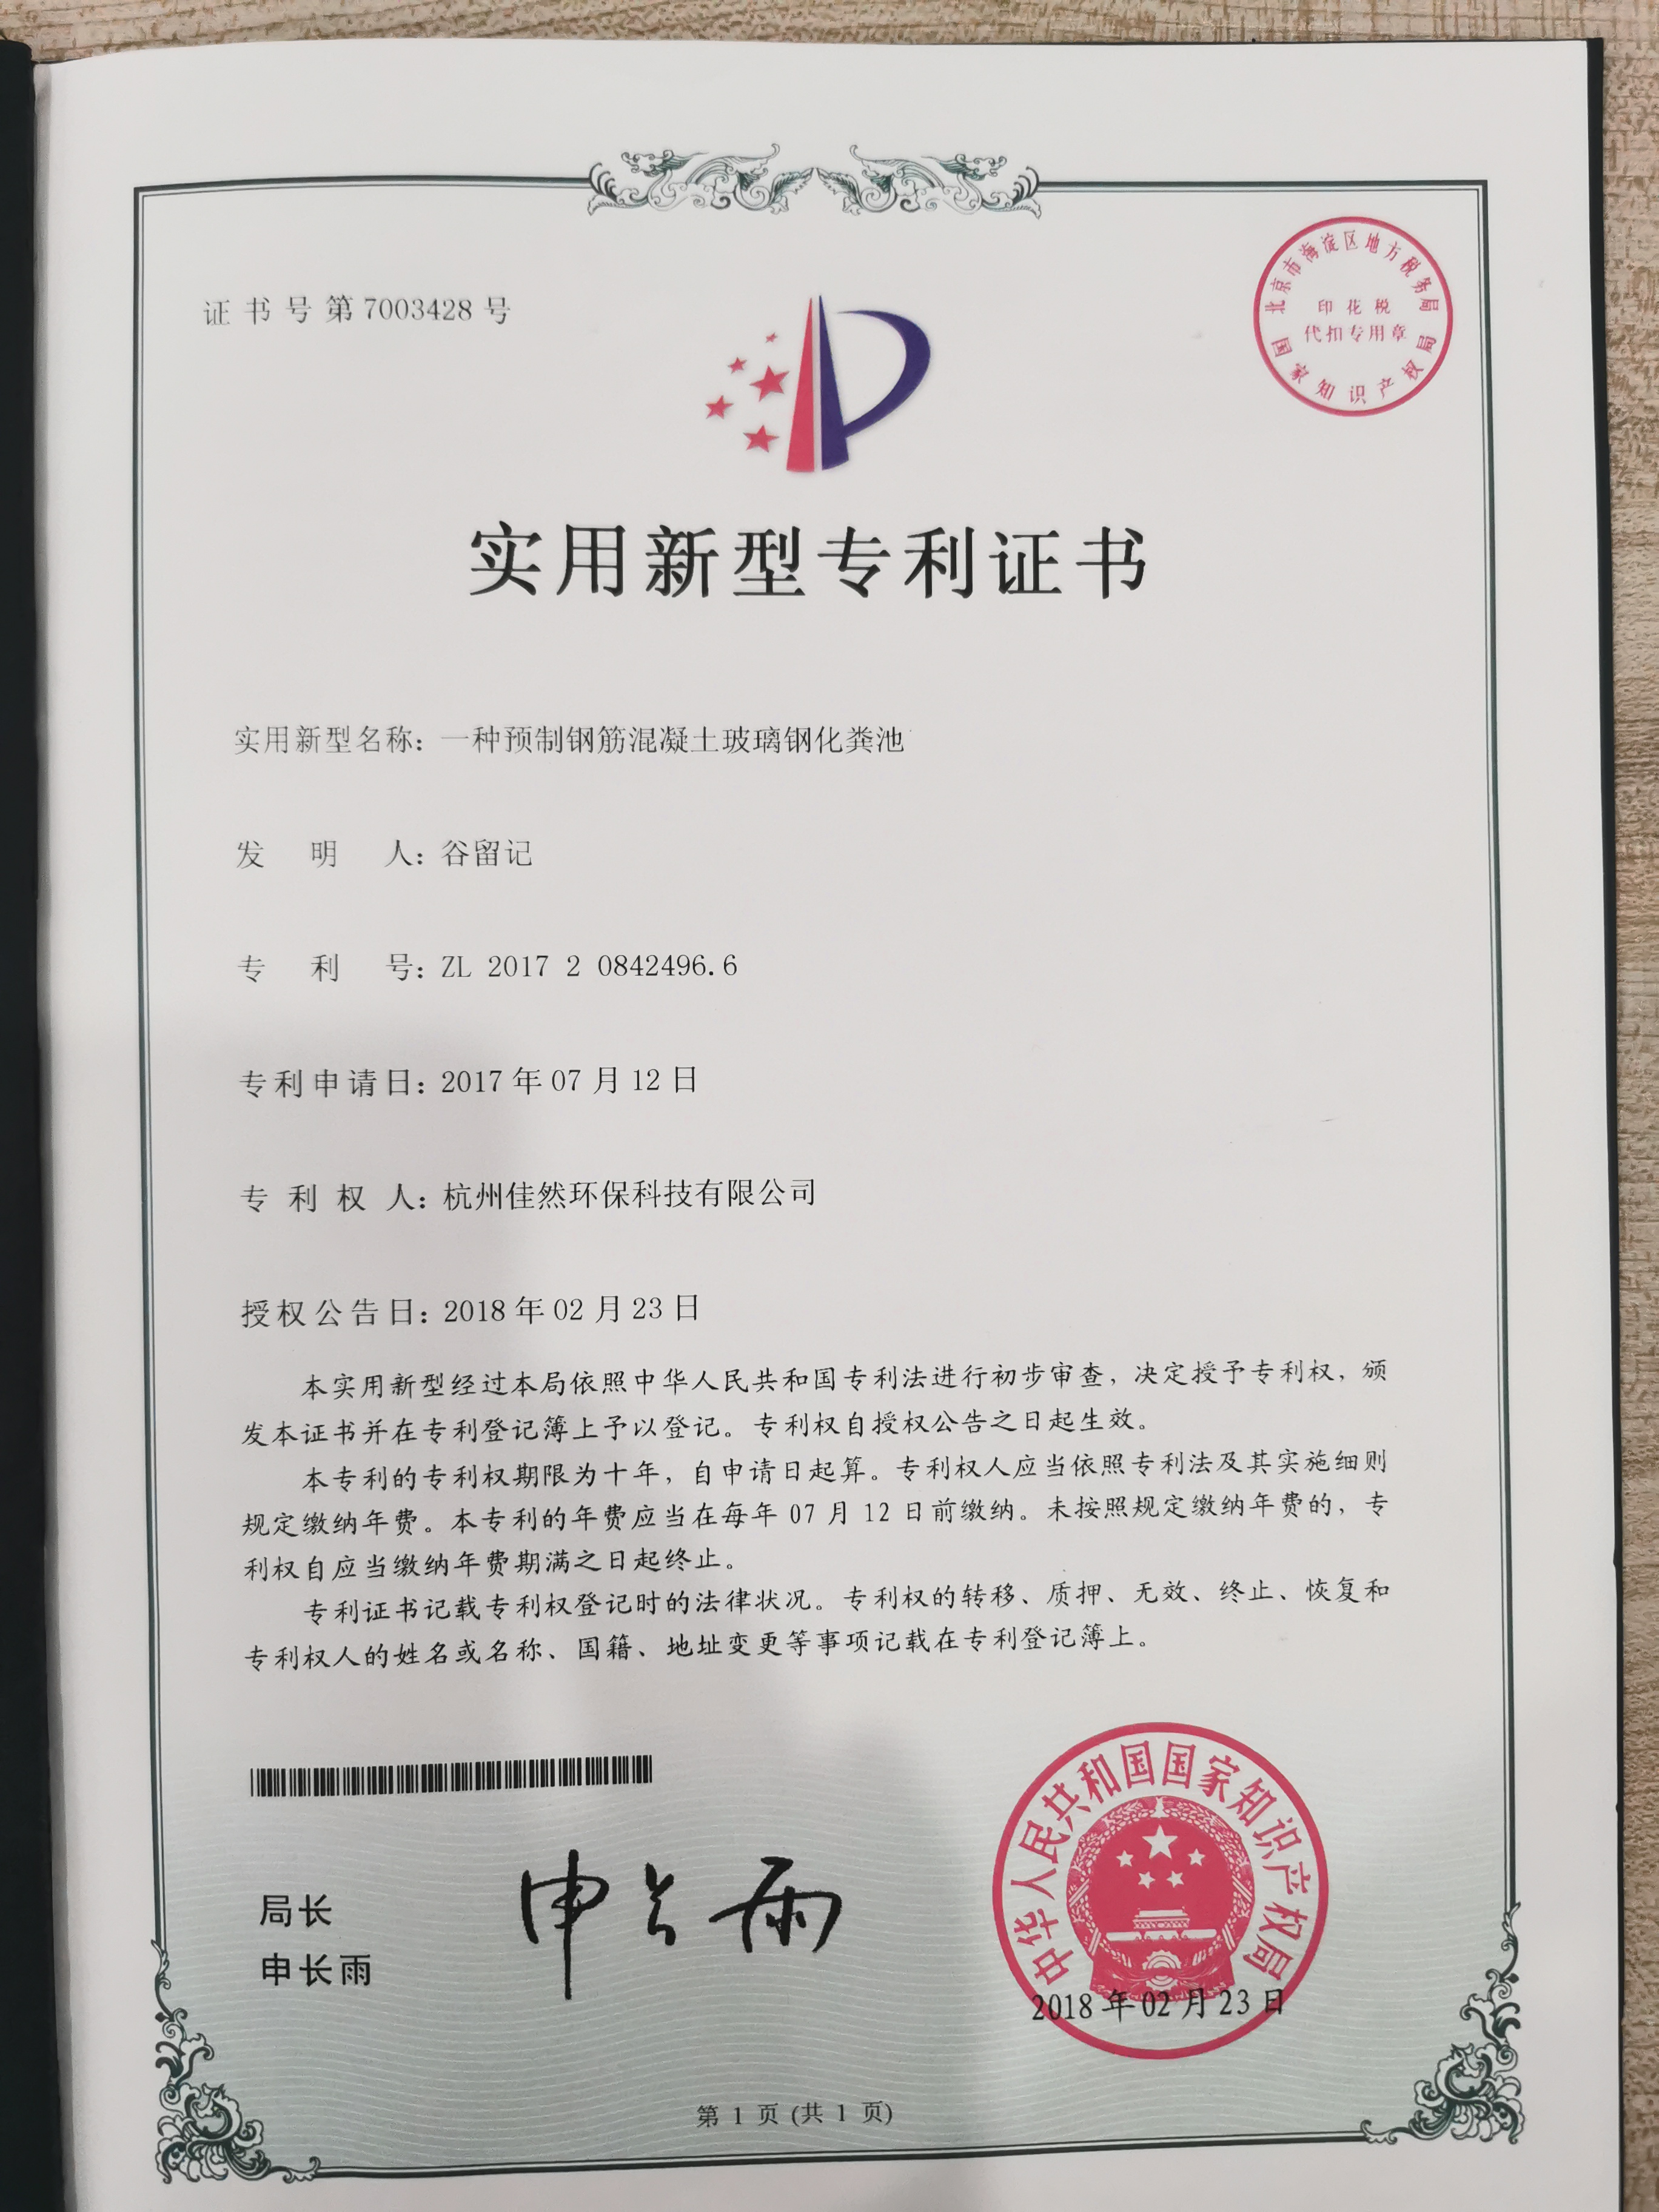 证书号第7003428号
北京市海淀区地方税务局
印花税
代扣专用章
国家知识产权局
实用新型专利证书
实用新型名称：一种预制钢筋混凝土玻璃钢化粪池
发明人：谷留记
专利号：ZL 2017 2 0842496.6
专利申请日：2017年07月12日
专利权人：杭州佳然环保科技有限公司
授权公告日：2018年02月23日
本实用新型经过本局依照中华人民共和国专利法进行初步审查，决定授予专利权，颁
发本证书并在专利登记簿上予以登记。专利权自授权公告之日起生效。
本专利的专利权期限为十年，自申请日起算。专利权人应当依照专利法及其实施细则
规定缴纳年费。本专利的年费应当在每年07月12日前缴纳。未按照规定缴纳年费的，专
利权自应当缴纳年费期满之日起终止。
专利证书记载专利权登记时的法律状况。专利权的转移、质押、无效、终止、恢复和
专利权人的姓名或名称、国籍、地址变更等事项记载在专利登记簿上。
局长
申长雨
申长雨
中华人民共和国国家知识产权局
2018年02月23日
第1页(共1页)